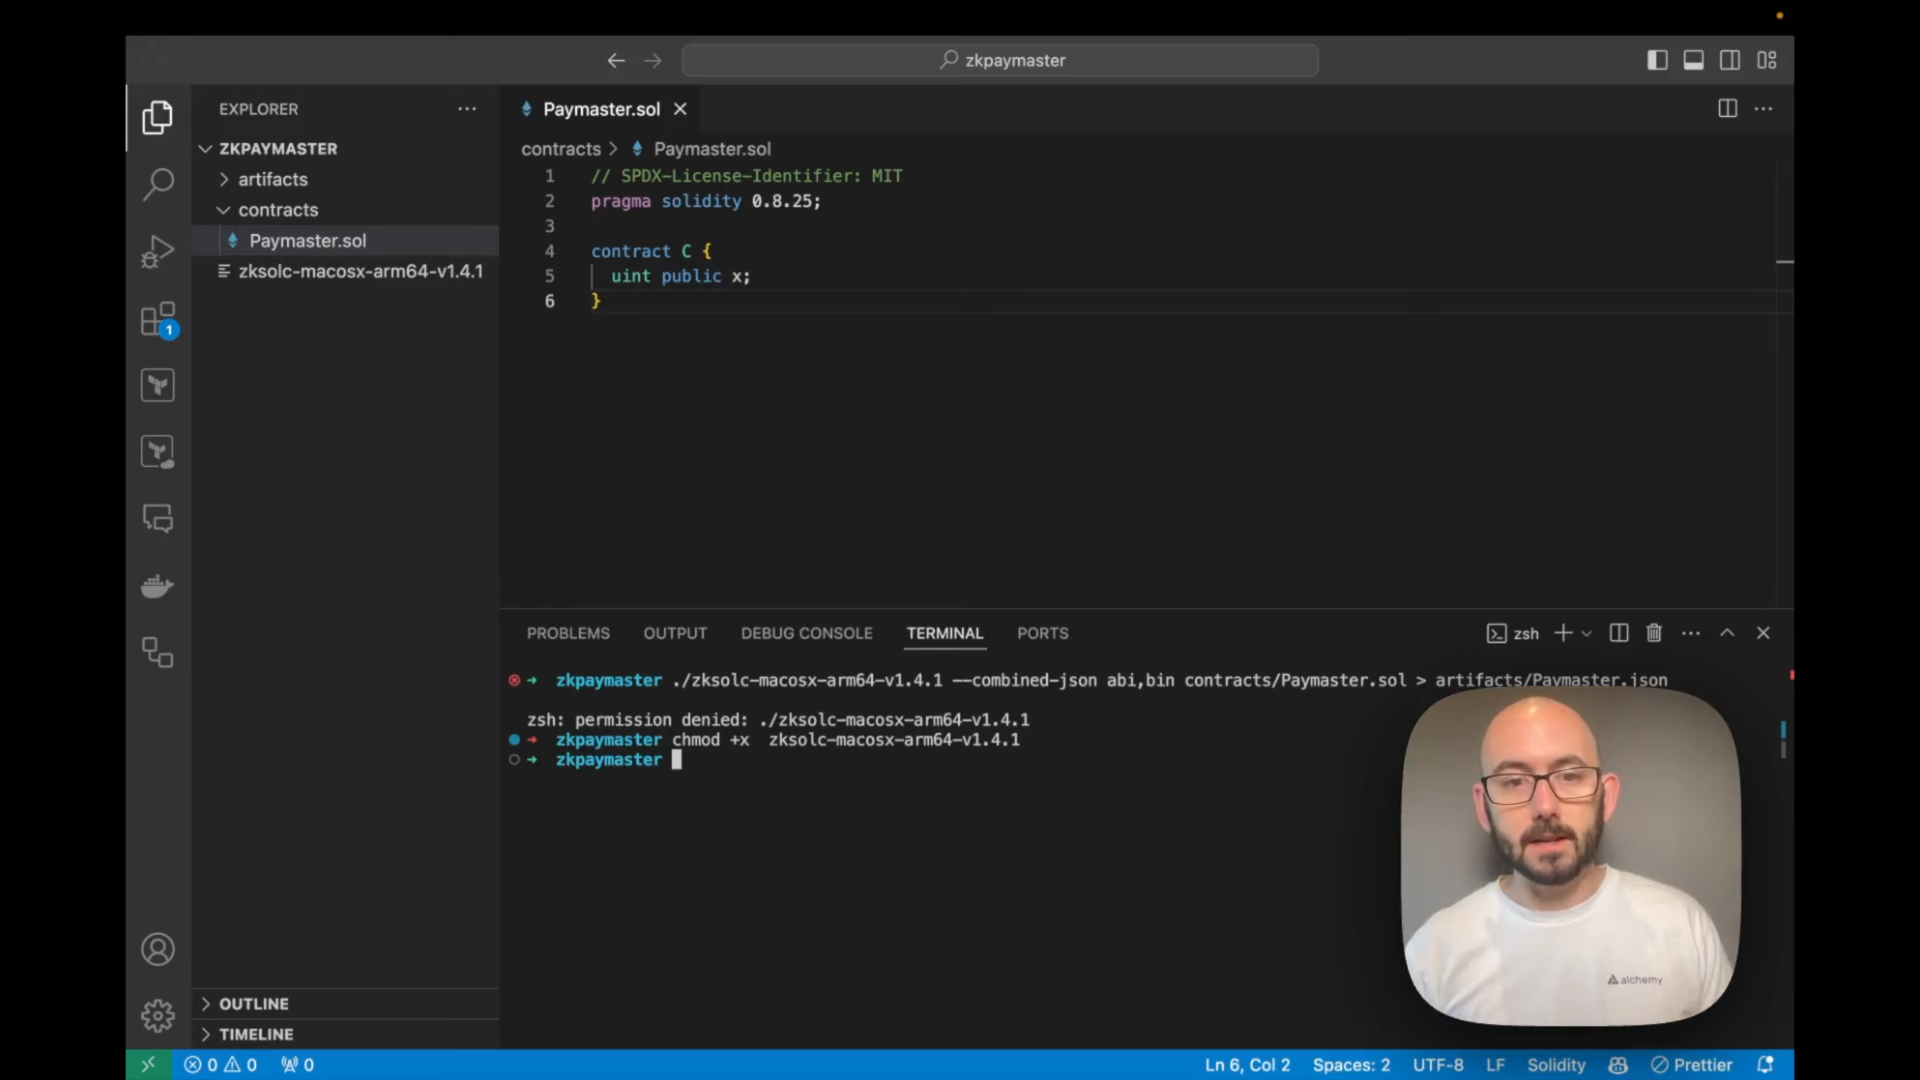 zkpaymaster
EXPLORER
Paymaster.sol
ZKPAYMASTER
artifacts
contracts
Paymaster.sol
zksolc-macosx-arm64-v1.4.1
1
contracts > Paymaster.sol
1 // SPDX-License-Identifier: MIT
2 pragma solidity 0.8.25;
3
4 contract C {
5 uint public x;
6 }
PROBLEMS OUTPUT DEBUG CONSOLE TERMINAL PORTS
zsh
zkpaymaster ./zksolc-macosx-arm64-v1.4.1 --combined-json abi,bin contracts/Paymaster.sol > artifacts/Paymaster.json
zsh: permission denied: ./zksolc-macosx-arm64-v1.4.1
zkpaymaster chmod +x  zksolc-macosx-arm64-v1.4.1
zkpaymaster
alchemy
OUTLINE
TIMELINE
0 0 0 Ln 6, Col 2 Spaces: 2 UTF-8 LF Solidity Prettier